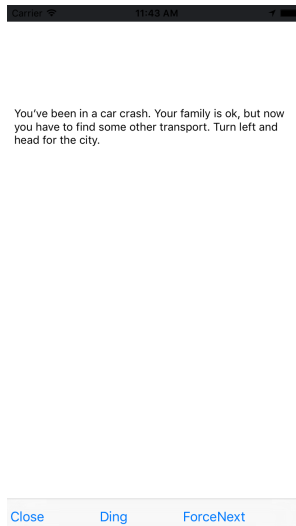 Carrier 11:43 AM
You've been in a car crash. Your family is ok, but now
you have to find some other transport. Turn left and
head for the city.
Close Ding ForceNext